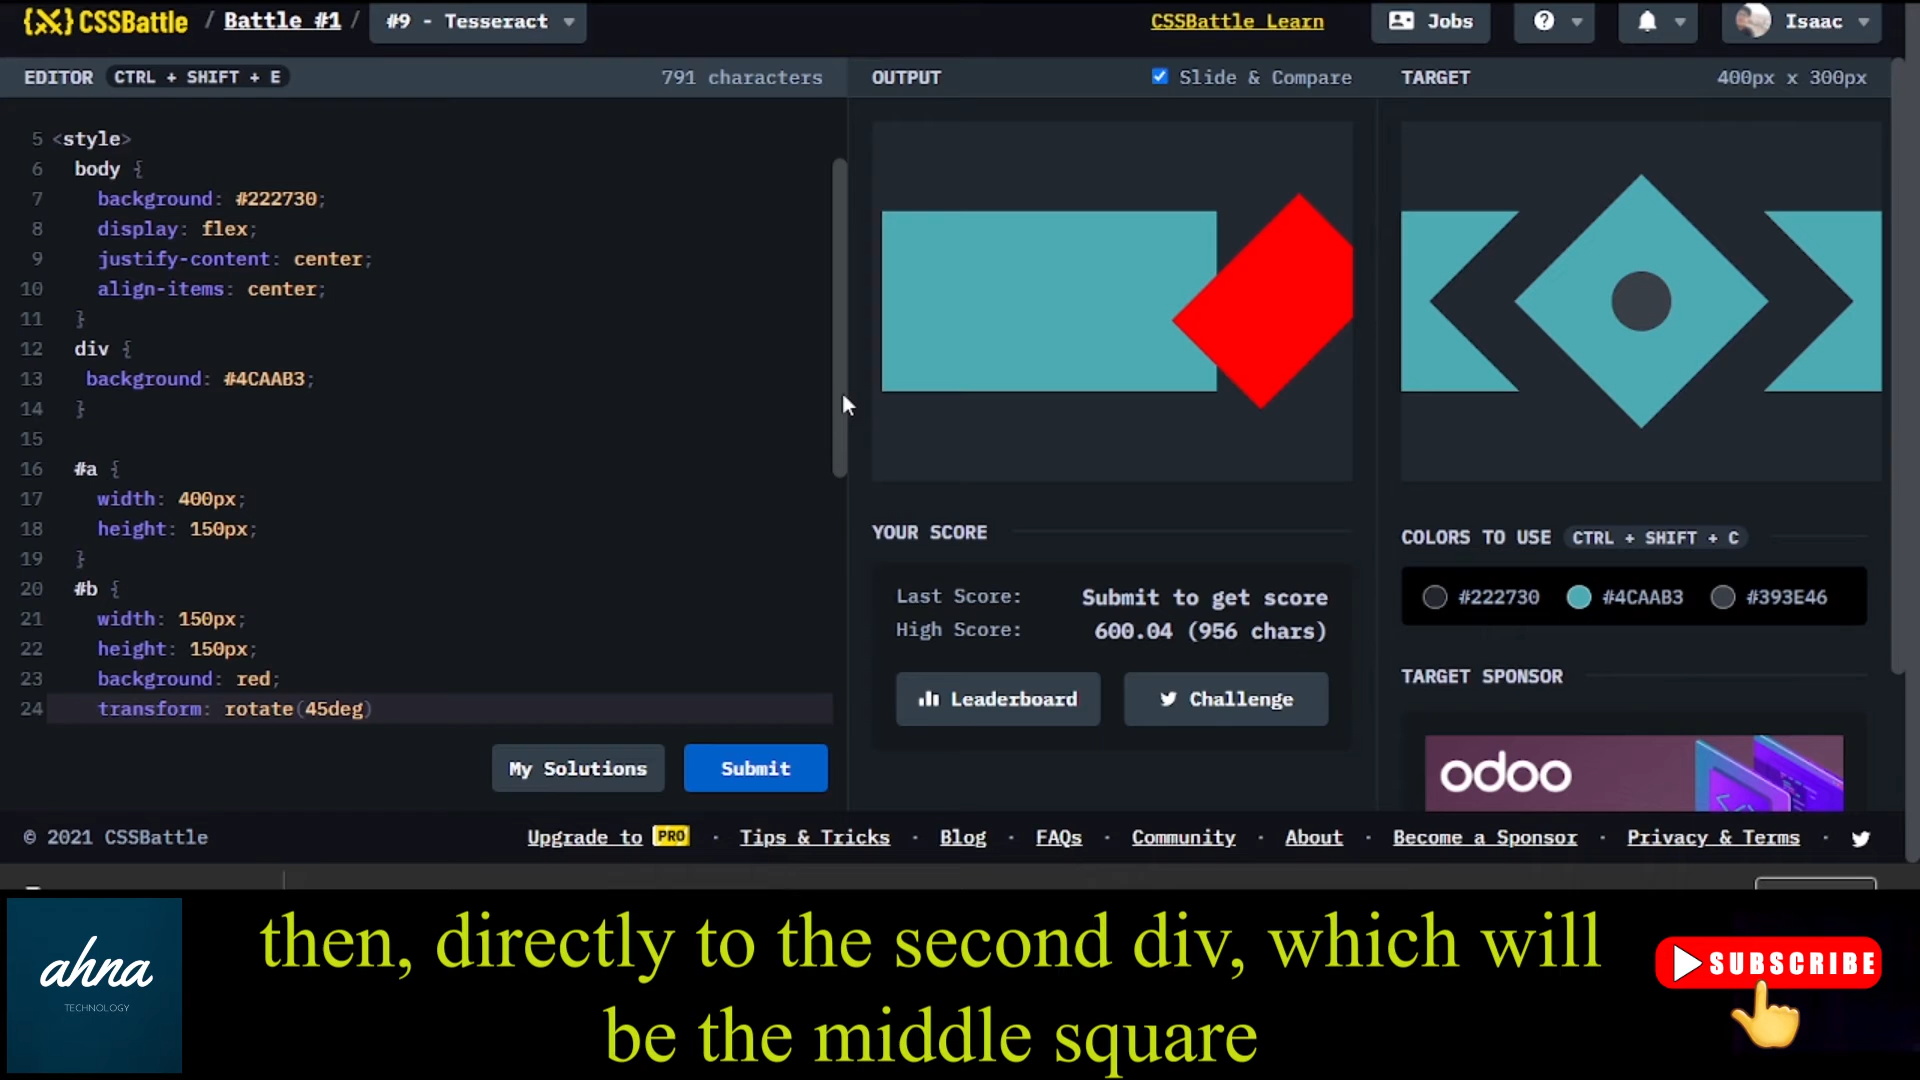 {X} CSSBattle / Battle #1 / #9 - Tesseract
CSSBattle Learn
Jobs
?
Isaac
EDITOR CTRL + SHIFT + E
791 characters
OUTPUT
Slide & Compare
TARGET
400px x 300px
5 <style>
6 body {
7 background: #222730;
8 display: flex;
9 justify-content: center;
10 align-items: center;
11 }
12 div {
13 background: #4CAAB3;
14 }
15
16 #a {
17 width: 400px;
18 height: 150px;
19 }
20 #b {
21 width: 150px;
22 height: 150px;
23 background: red;
24 transform: rotate(45deg)
My Solutions
Submit
YOUR SCORE
Last Score: Submit to get score
High Score: 600.04 (956 chars)
Leaderboard
Challenge
COLORS TO USE CTRL + SHIFT + C
#222730 #4CAAB3 #393E46
TARGET SPONSOR
odoo
© 2021 CSSBattle
Upgrade to PRO · Tips & Tricks · Blog · FAQs · Community · About · Become a Sponsor · Privacy & Terms ·
ahna
TECHNOLOGY
then, directly to the second div, which will
be the middle square
SUBSCRIBE